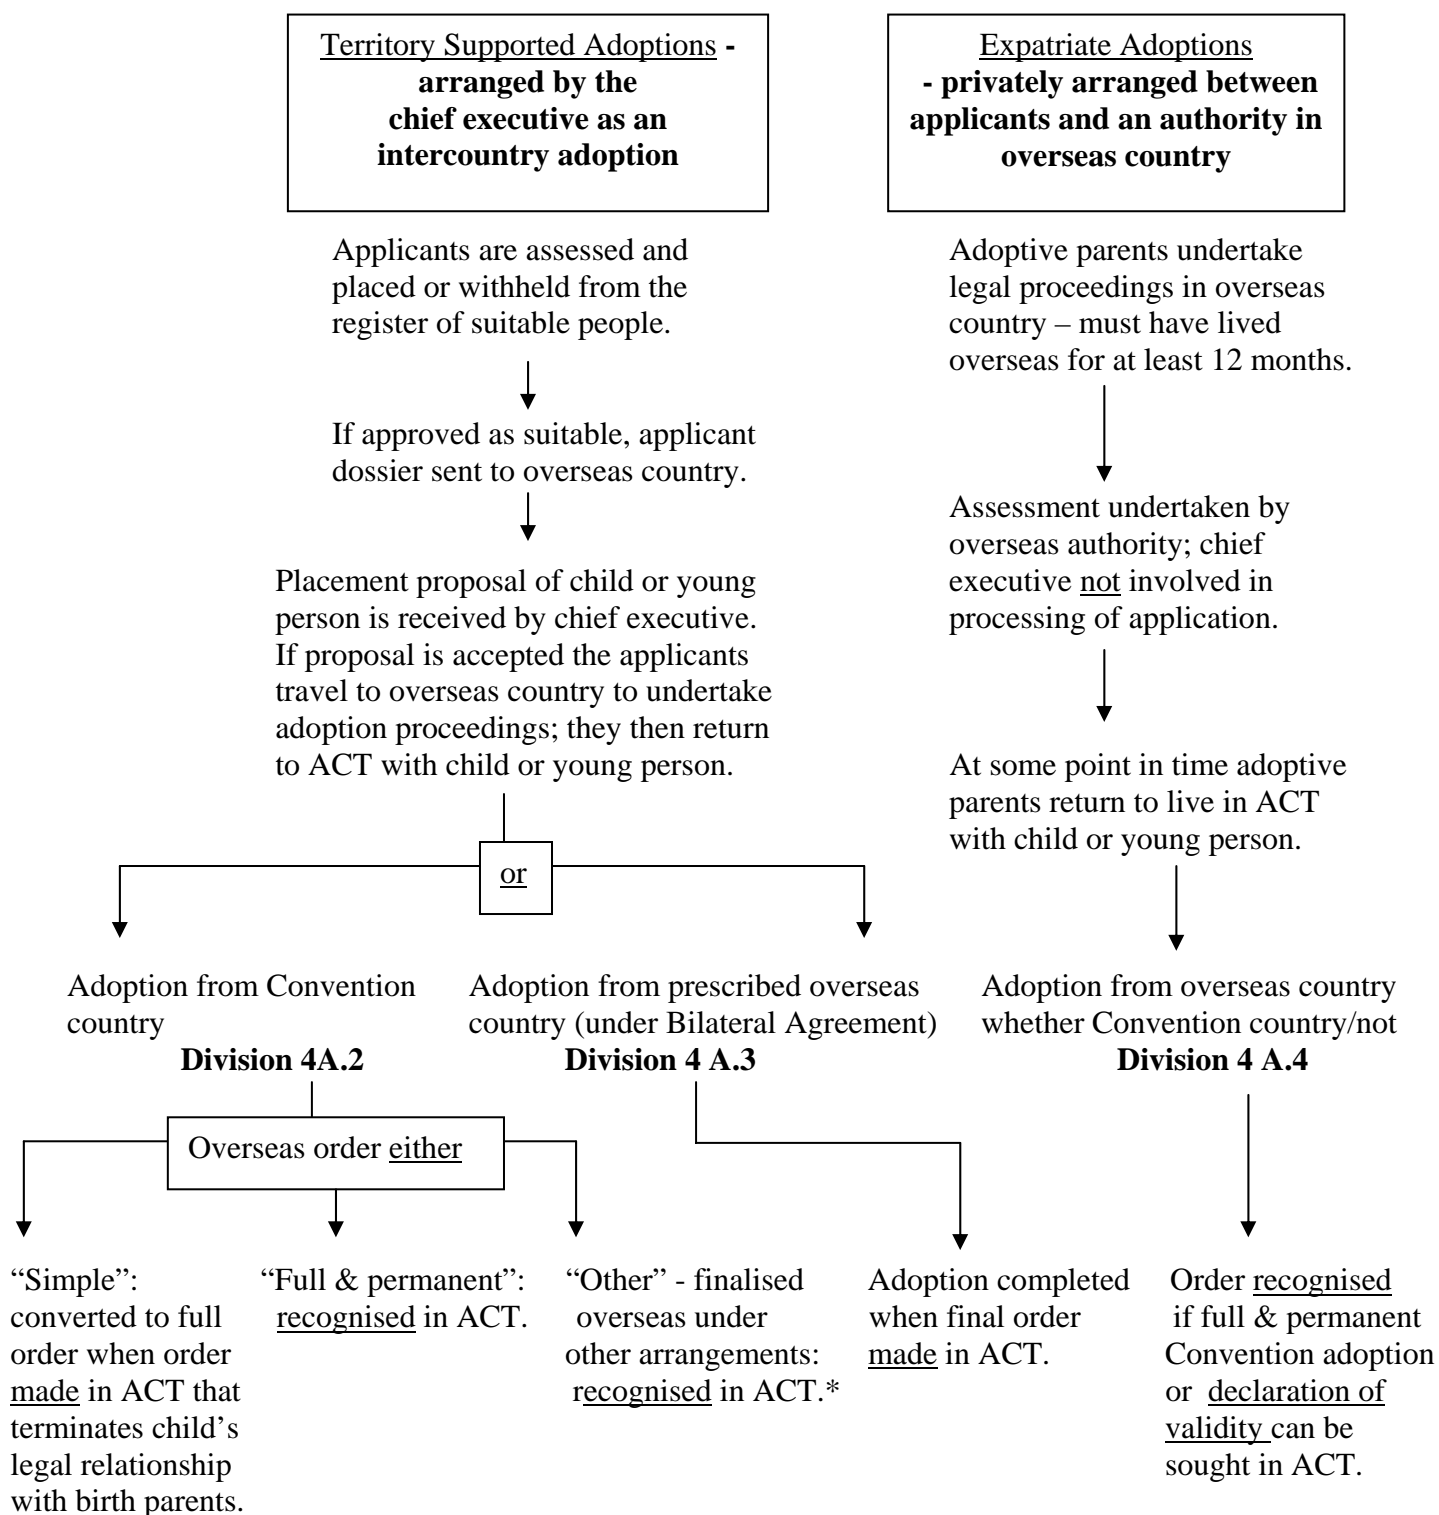 Territory Supported Adoptions -
arranged by the
chief executive as an
intercountry adoption
Expatriate Adoptions
- privately arranged between
applicants and an authority in
overseas country
Applicants are assessed and
placed or withheld from the
register of suitable people.
If approved as suitable, applicant
dossier sent to overseas country.
Placement proposal of child or young
person is received by chief executive.
If proposal is accepted the applicants
travel to overseas country to undertake
adoption proceedings; they then return
to ACT with child or young person.
Adoptive parents undertake
legal proceedings in overseas
country – must have lived
overseas for at least 12 months.
Assessment undertaken by
overseas authority; chief
executive not involved in
processing of application.
At some point in time adoptive
parents return to live in ACT
with child or young person.
or
Adoption from Convention
country
Division 4A.2
Adoption from prescribed overseas
country (under Bilateral Agreement)
Division 4 A.3
Adoption from overseas country
whether Convention country/not
Division 4 A.4
Overseas order either
“Simple”:
converted to full
order when order
made in ACT that
terminates child’s
legal relationship
with birth parents.
“Full & permanent”:
recognised in ACT.
“Other” - finalised
overseas under
other arrangements:
recognised in ACT.*
Adoption completed
when final order
made in ACT.
Order recognised
if full & permanent
Convention adoption
or declaration of
validity can be
sought in ACT.